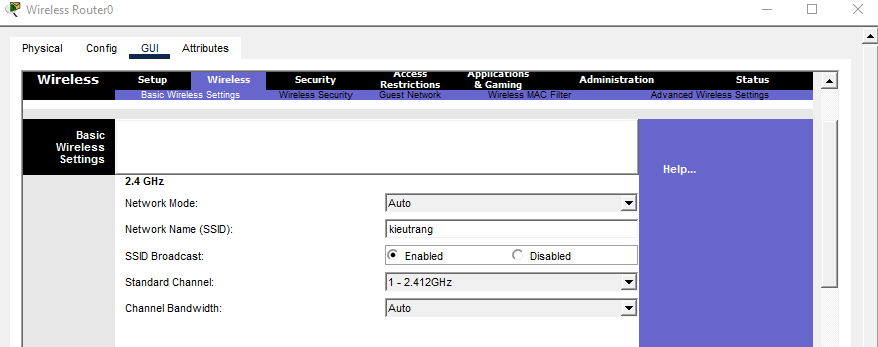 Wireless Router0
Physical Config GUI Attributes
Wireless Setup Wireless Security Access Restrictions Applications & Gaming Administration Status
Basic Wireless Settings Wireless Security Guest Network Wireless MAC Filter Advanced Wireless Settings
Basic
Wireless
Settings
Help...
2.4 GHz
Network Mode: Auto
Network Name (SSID): kieutrang
SSID Broadcast: Enabled Disabled
Standard Channel: 1 - 2.412GHz
Channel Bandwidth: Auto